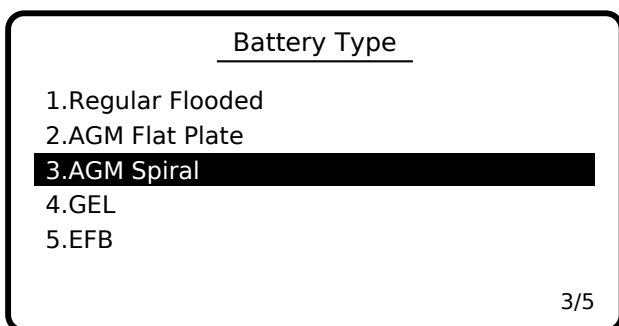 Battery Type
1.Regular Flooded
2.AGM Flat Plate
3.AGM Spiral
4.GEL
5.EFB
3/5